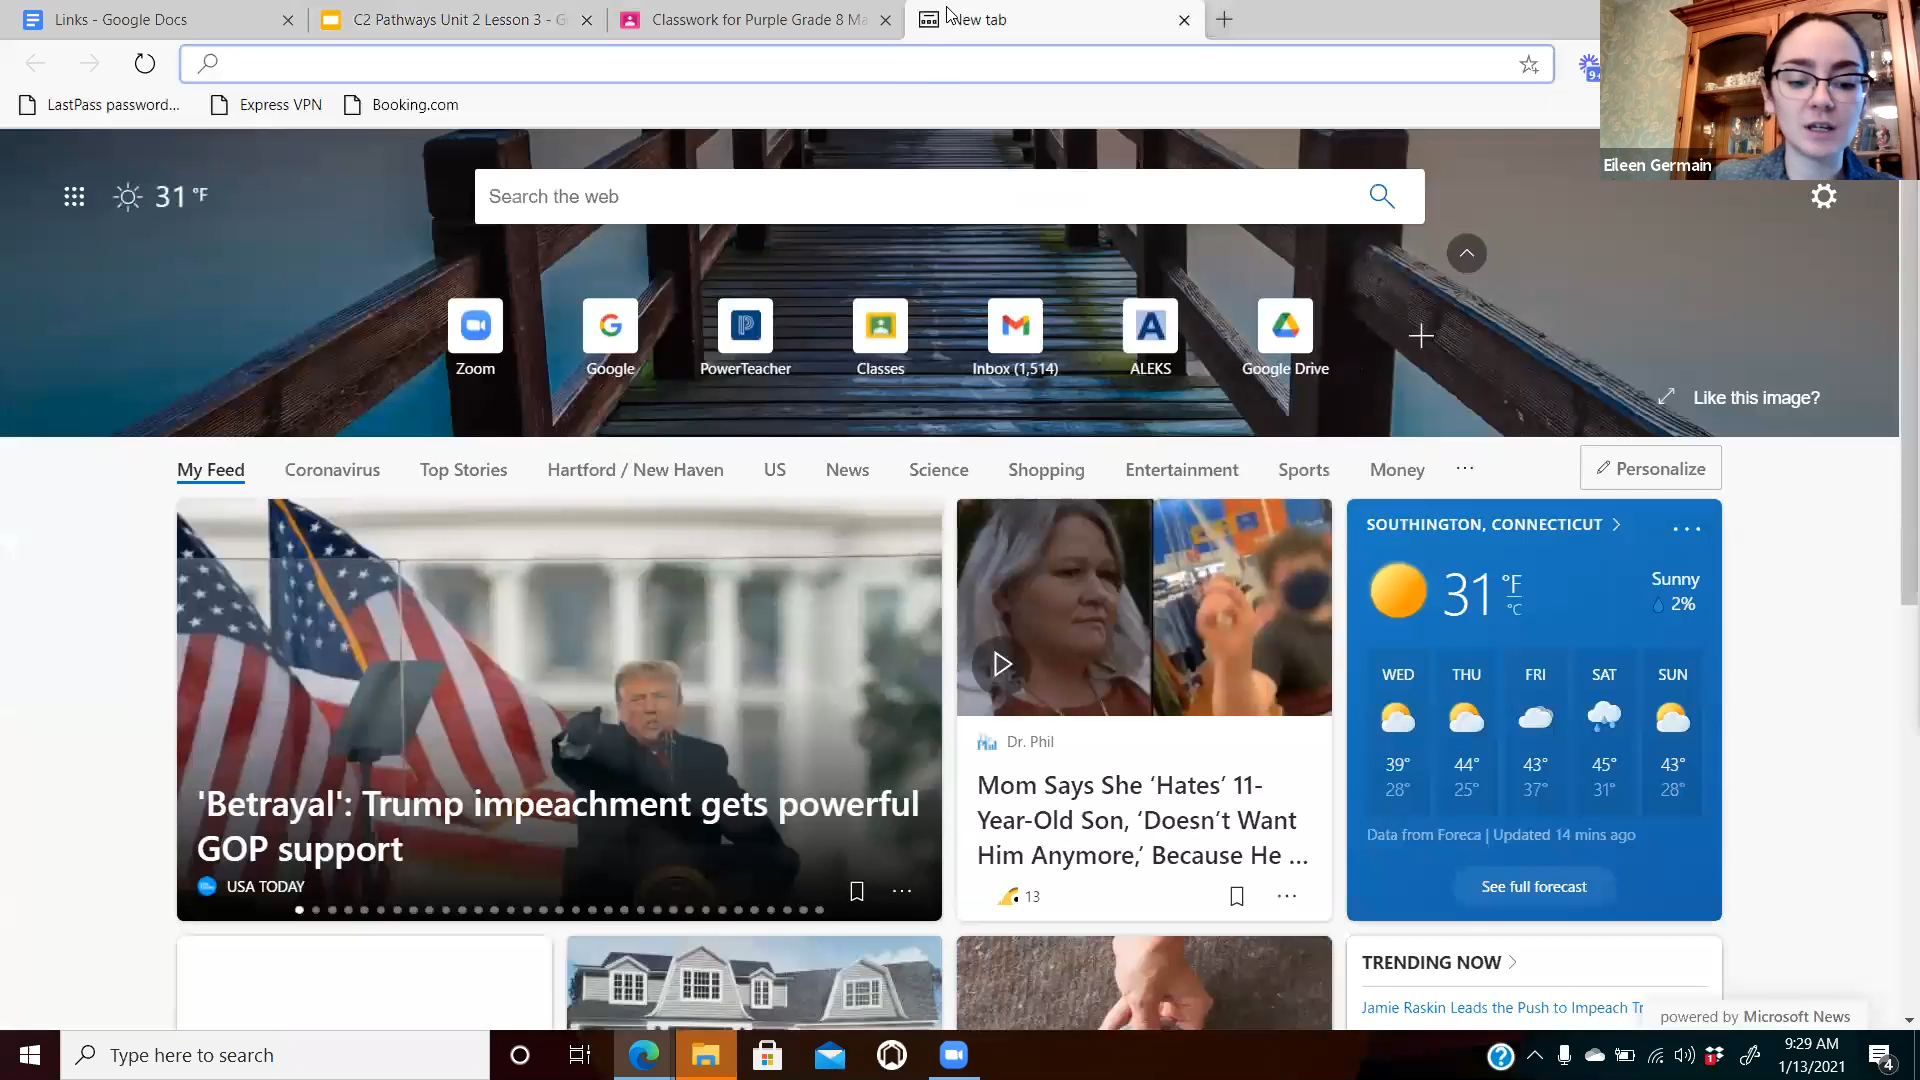 Links - Google Docs
C2 Pathways Unit 2 Lesson 3 - G
Classwork for Purple Grade 8 Ma
New tab
LastPass password...
Express VPN
Booking.com
Eileen Germain
31 °F
Search the web
Zoom
Google
PowerTeacher
Classes
Inbox (1,514)
ALEKS
Google Drive
Like this image?
My Feed
Coronavirus
Top Stories
Hartford / New Haven
US
News
Science
Shopping
Entertainment
Sports
Money
...
Personalize
'Betrayal': Trump impeachment gets powerful
GOP support
USA TODAY
Dr. Phil
Mom Says She ‘Hates’ 11-
Year-Old Son, ‘Doesn’t Want
Him Anymore,’ Because He ...
13
SOUTHINGTON, CONNECTICUT
31 °F
°C
Sunny
2%
WED THU FRI SAT SUN
39° 44° 43° 45° 43°
28° 25° 37° 31° 28°
Data from Foreca | Updated 14 mins ago
See full forecast
TRENDING NOW
Jamie Raskin Leads the Push to Impeach Tr
powered by Microsoft News
Type here to search
9:29 AM
1/13/2021
4